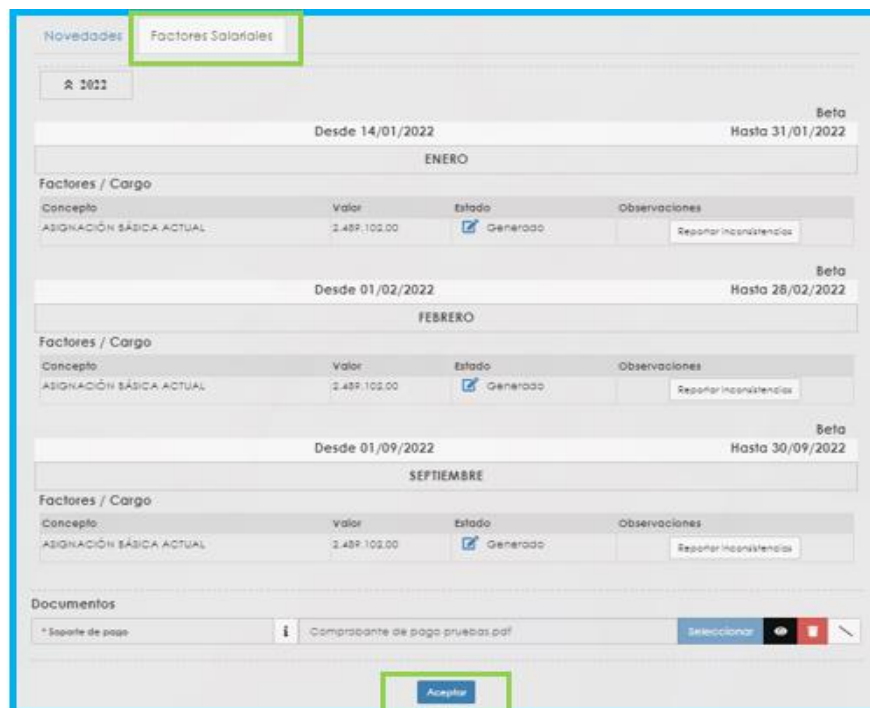 Novedades Factores Salariales
2022
Beta
Desde 14/01/2022 Hasta 31/01/2022
ENERO
Factores / Cargo
Concepto Valor Estado Observaciones
ASIGNACIÓN BÁSICA ACTUAL 2.489.102.00 Generado Reportar inconsistencias
Beta
Desde 01/02/2022 Hasta 28/02/2022
FEBRERO
Factores / Cargo
Concepto Valor Estado Observaciones
ASIGNACIÓN BÁSICA ACTUAL 2.489.102.00 Generado Reportar inconsistencias
Beta
Desde 01/09/2022 Hasta 30/09/2022
SEPTIEMBRE
Factores / Cargo
Concepto Valor Estado Observaciones
ASIGNACIÓN BÁSICA ACTUAL 2.489.102.00 Generado Reportar inconsistencias
Documentos
* Soporte de pago i Comprobante de pago pruebas.pdf Seleccionar
Aceptar